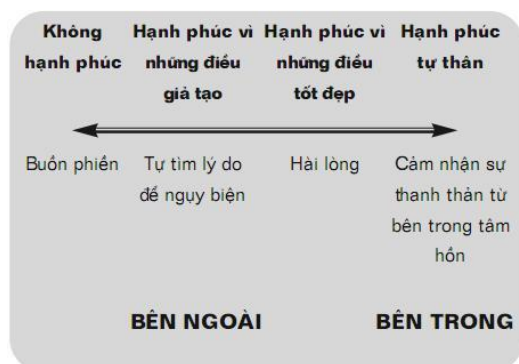 Không Hạnh phúc vì Hạnh phúc vì Hạnh phúc
hạnh phúc những điều những điều tự thân
giả tạo tốt đẹp
Buồn phiền Tự tìm lý do Hài lòng Cảm nhận sự
để ngụy biện thanh thản từ
bên trong tâm
hồn
BÊN NGOÀI BÊN TRONG